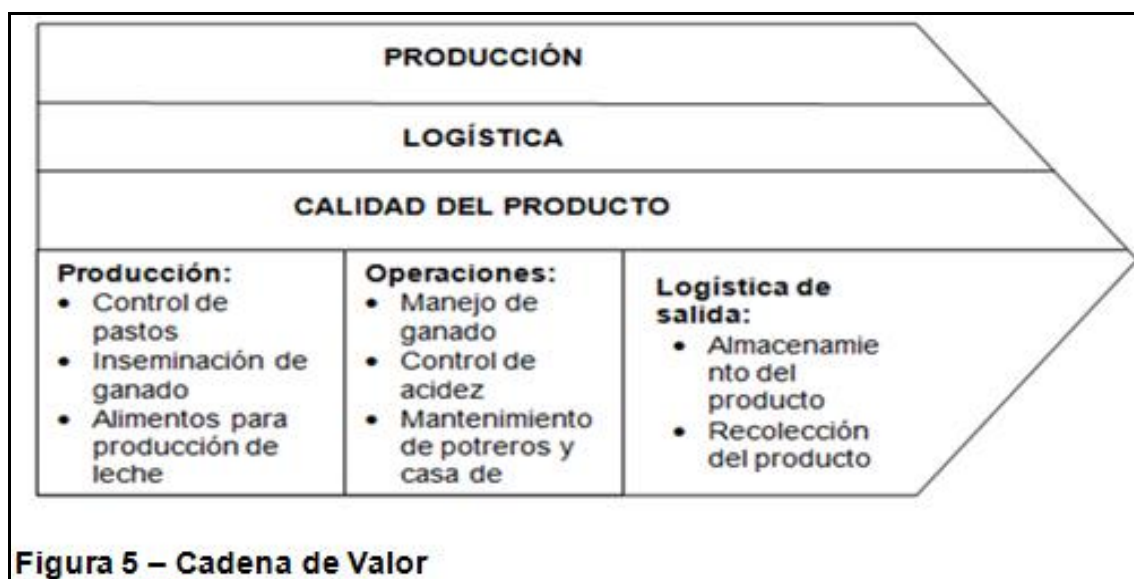 PRODUCCIÓN
LOGÍSTICA
CALIDAD DEL PRODUCTO
Producción:
• Control de
pastos
• Inseminación de
ganado
• Alimentos para
producción de
leche
Operaciones:
• Manejo de
ganado
• Control de
acidez
• Mantenimiento
de potreros y
casa de
Logística de
salida:
• Almacenamie
nto del
producto
• Recolección
del producto
Figura 5 – Cadena de Valor